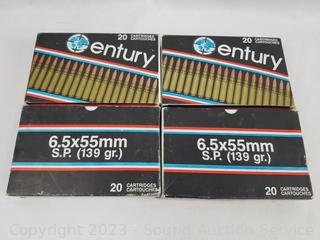 20 CARTRIDGES
CARTOUCHES
entury
20 CARTRIDGES
CARTOUCHES
entury
6.5x55mm
S.P. (139 gr.)
20 CARTRIDGES
CARTOUCHES
6.5x55mm
S.P. (139 gr.)
20 CARTRIDGES
CARTOUCHES
Copyright 2023 - Sound Auction Service